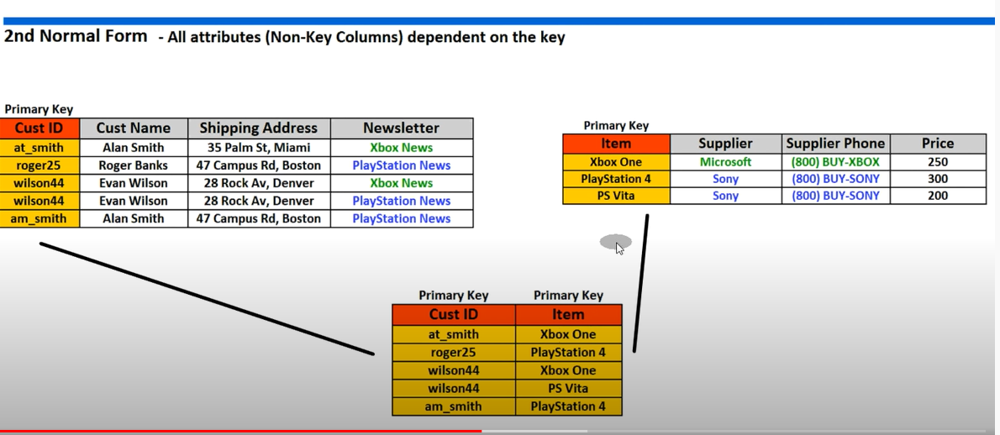 2nd Normal Form - All attributes (Non-Key Columns) dependent on the key
Primary Key
Cust ID Cust Name Shipping Address Newsletter
at_smith Alan Smith 35 Palm St, Miami Xbox News
roger25 Roger Banks 47 Campus Rd, Boston PlayStation News
wilson44 Evan Wilson 28 Rock Av, Denver Xbox News
wilson44 Evan Wilson 28 Rock Av, Denver PlayStation News
am_smith Alan Smith 47 Campus Rd, Boston PlayStation News
Primary Key
Item Supplier Supplier Phone Price
Xbox One Microsoft (800) BUY-XBOX 250
PlayStation 4 Sony (800) BUY-SONY 300
PS Vita Sony (800) BUY-SONY 200
Primary Key Primary Key
Cust ID Item
at_smith Xbox One
roger25 PlayStation 4
wilson44 Xbox One
wilson44 PS Vita
am_smith PlayStation 4